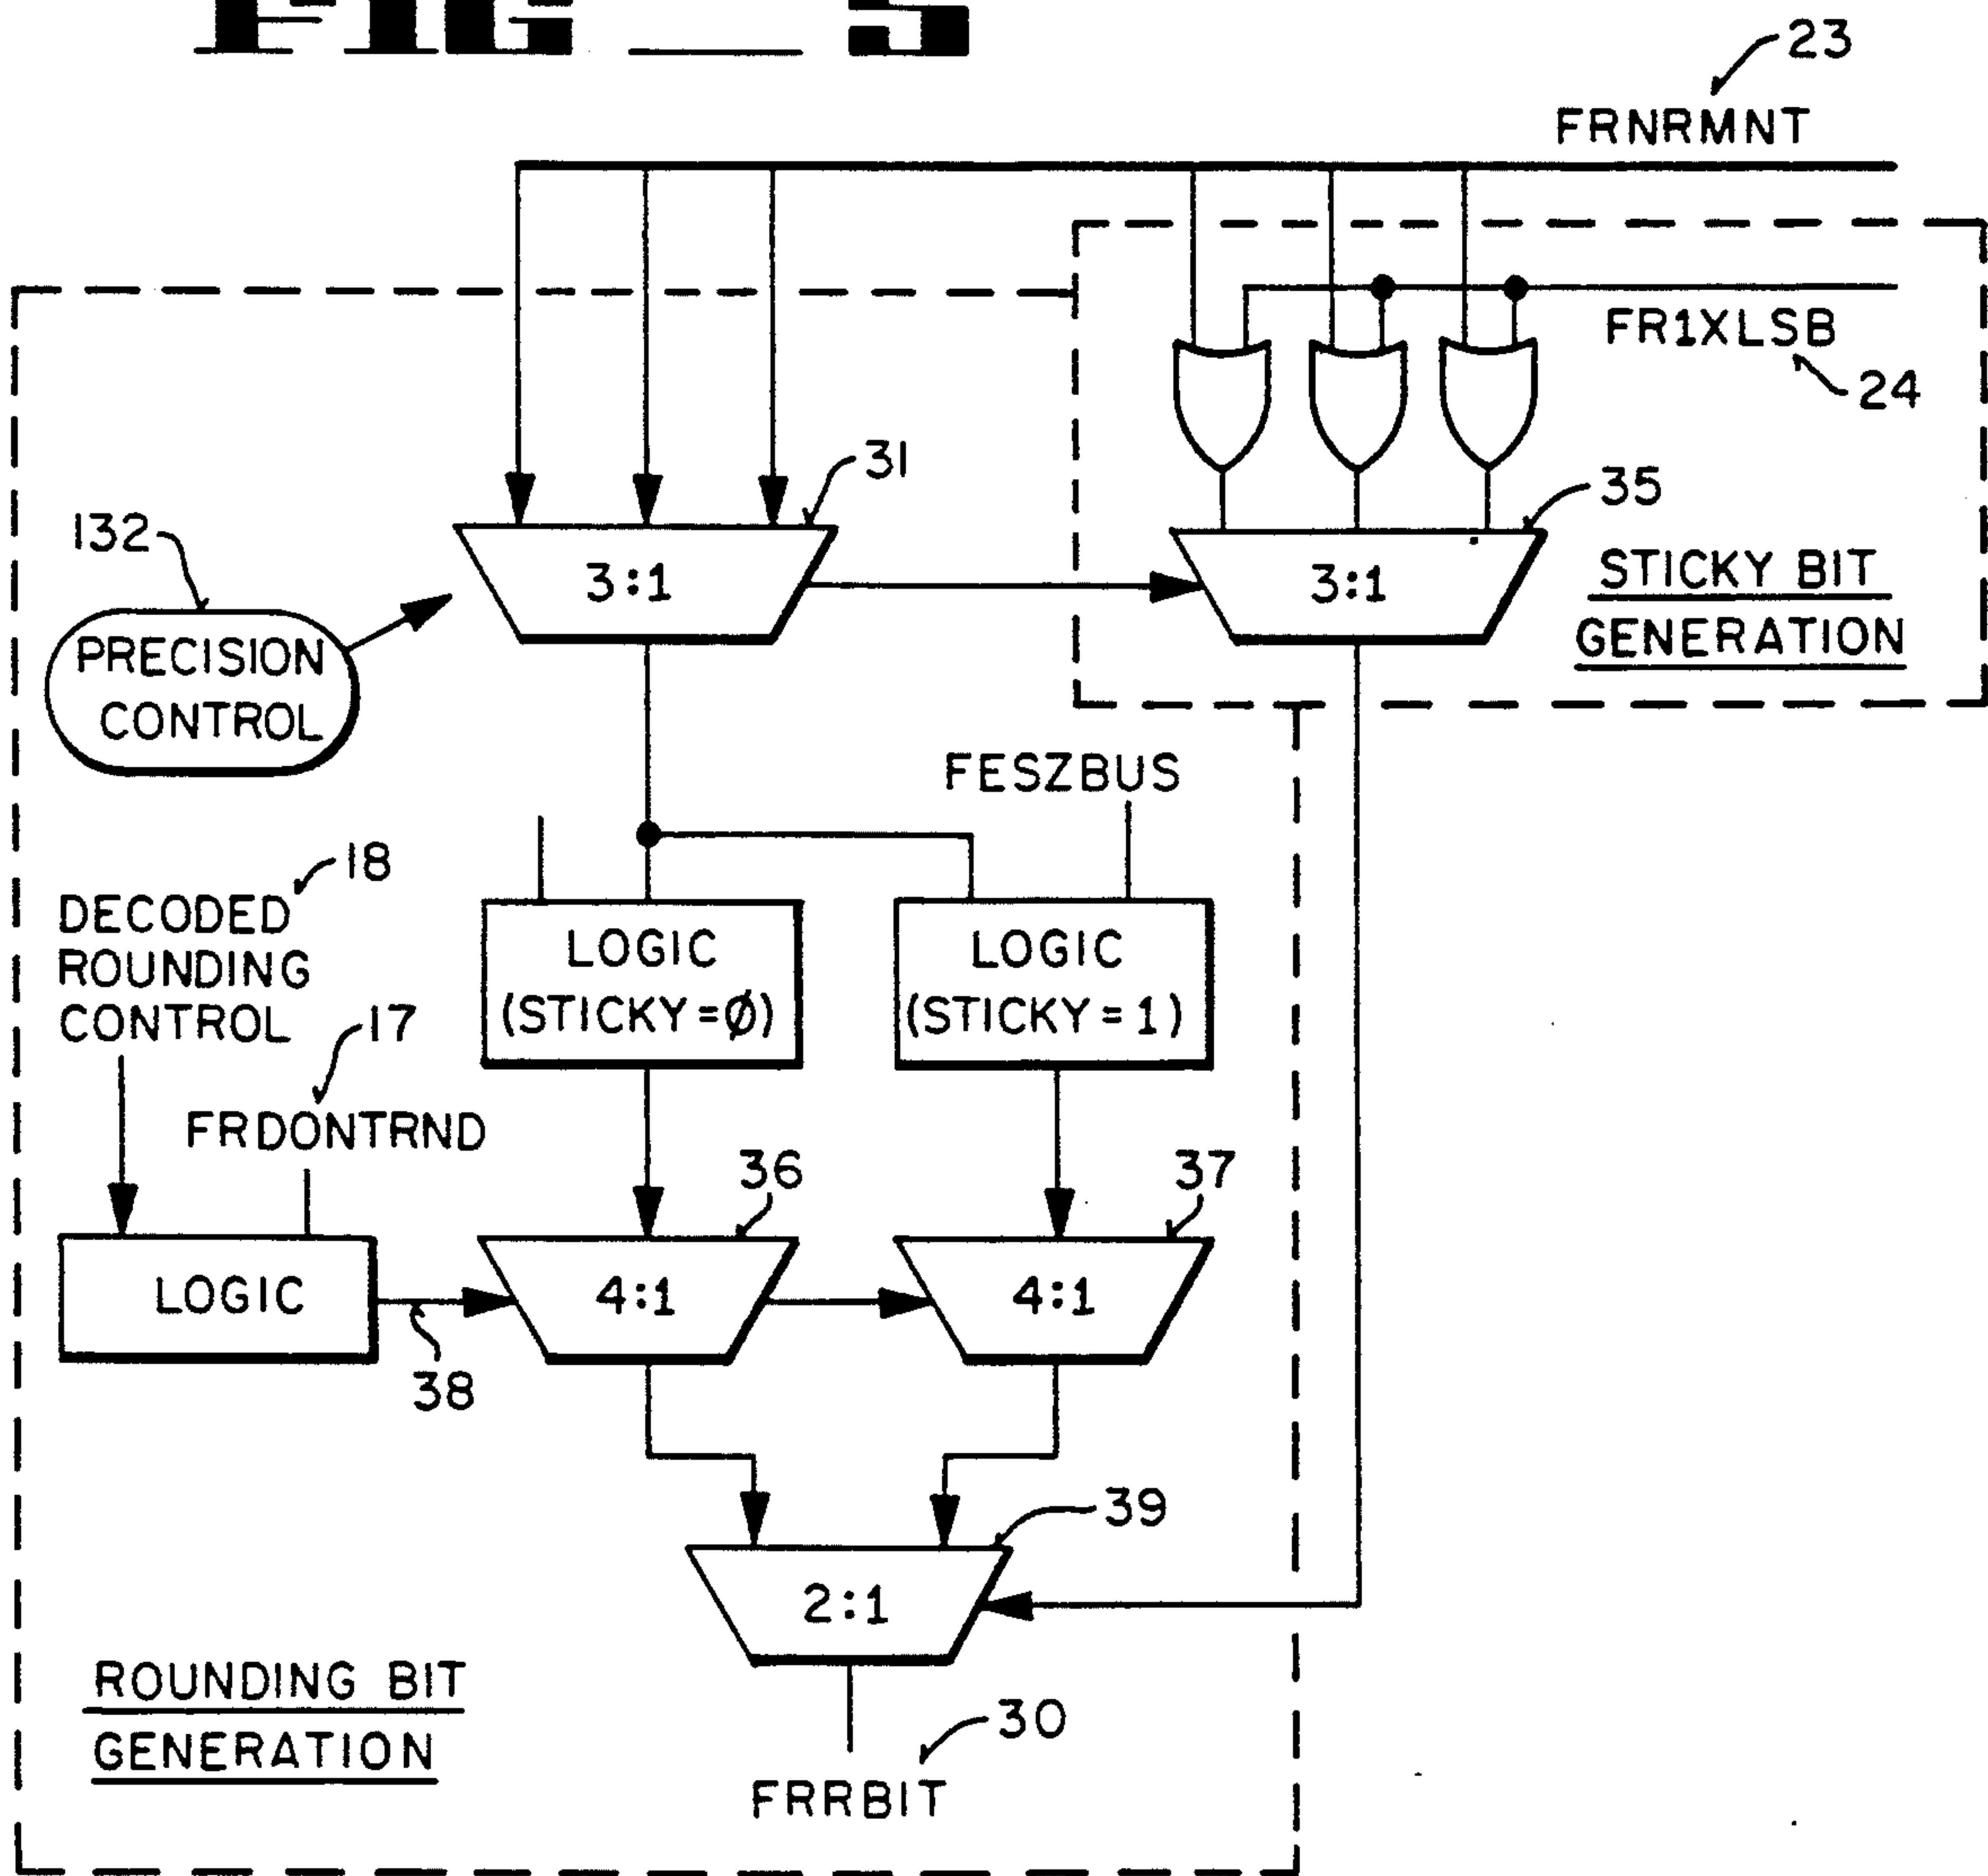 FIG 5
23
FRNRMNT
FR1XLSB
24
31
35
132
3:1
3:1
STICKY BIT
GENERATION
PRECISION
CONTROL
FESZBUS
18
DECODED
ROUNDING
CONTROL
LOGIC
(STICKY=Ø)
LOGIC
(STICKY=1)
17
FRDONTRND
36
37
LOGIC
4:1
4:1
38
39
2:1
ROUNDING BIT
GENERATION
30
FRRBIT